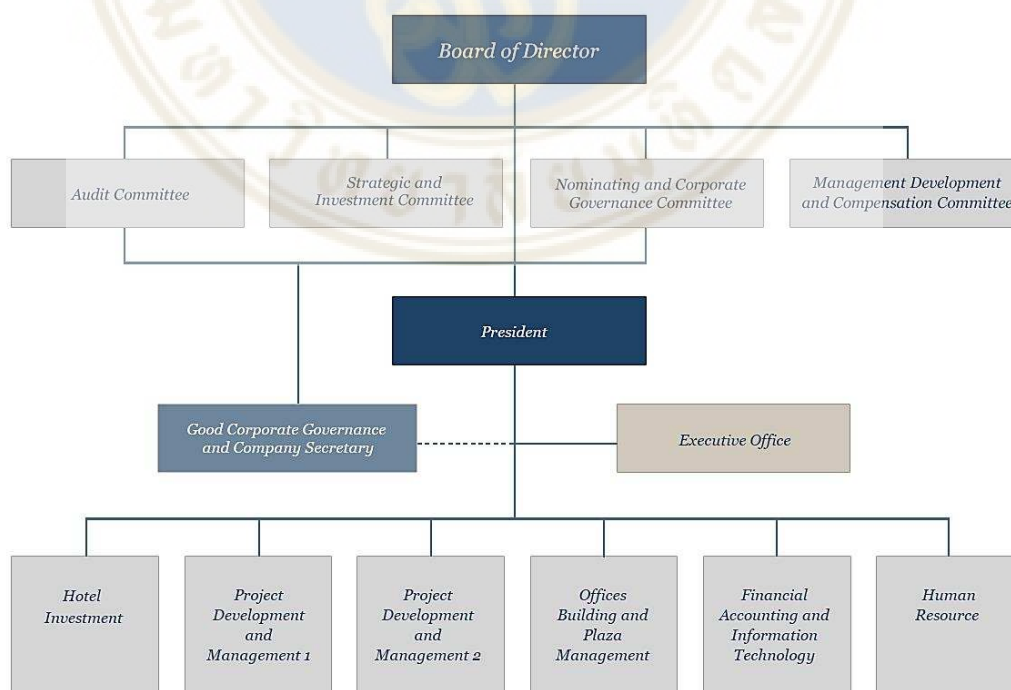 Board of Director
Audit Committee
Strategic and
Investment Committee
Nominating and Corporate
Governance Committee
Management Development
and Compensation Committee
President
Good Corporate Governance
and Company Secretary
Executive Office
Hotel
Investment
Project
Development
and
Management 1
Project
Development
and
Management 2
Offices
Building and
Plaza
Management
Financial
Accounting and
Information
Technology
Human
Resource